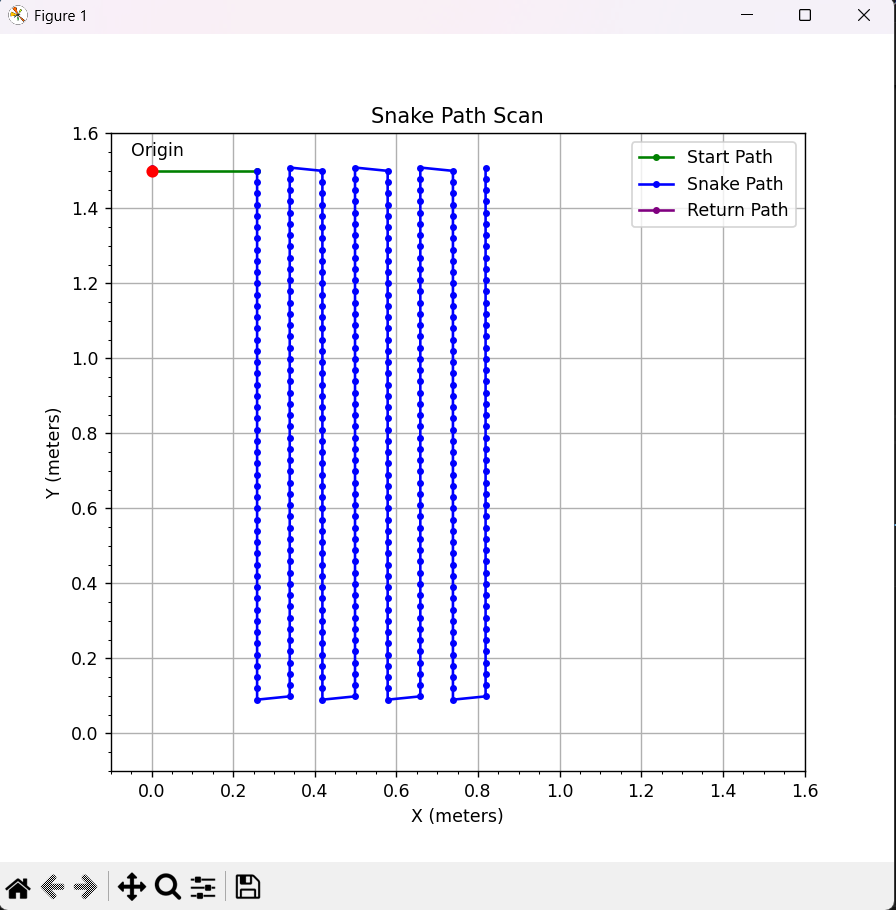 Figure 1
Snake Path Scan
Origin
Start Path
Snake Path
Return Path
1.6
1.4
1.2
1.0
0.8
0.6
0.4
0.2
0.0
Y (meters)
0.0 0.2 0.4 0.6 0.8 1.0 1.2 1.4 1.6
X (meters)